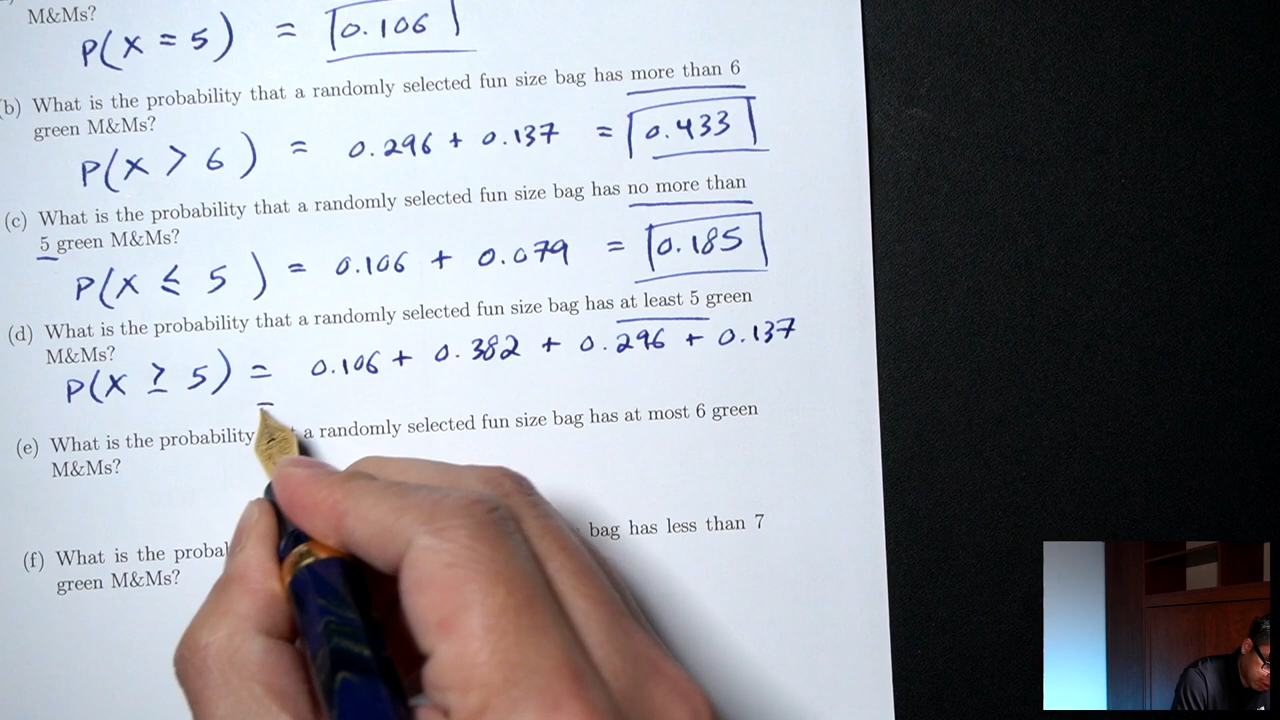 M&Ms?
P(X = 5) = 0.106
(b) What is the probability that a randomly selected fun size bag has more than 6
green M&Ms?
P(X > 6) = 0.296 + 0.137 = 0.433
(c) What is the probability that a randomly selected fun size bag has no more than
5 green M&Ms?
P(X ≤ 5) = 0.106 + 0.079 = 0.185
(d) What is the probability that a randomly selected fun size bag has at least 5 green
M&Ms?
P(X ≥ 5) = 0.106 + 0.382 + 0.296 + 0.137
(e) What is the probability a randomly selected fun size bag has at most 6 green
M&Ms?
(f) What is the bag has less than 7
green M&Ms?